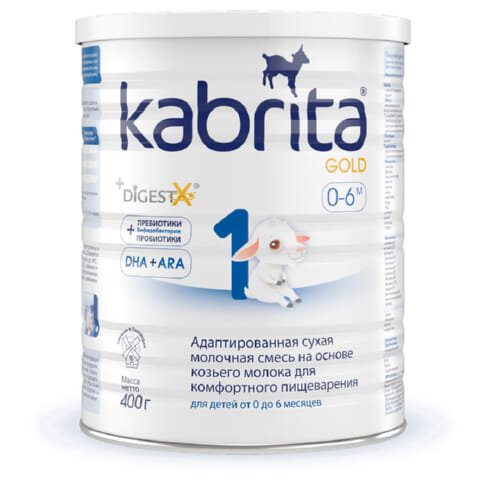 kabrita®
GOLD
0-6 М
+DIGESTX®
+ ПРЕБИОТИКИ
Бифидобактерии
ПРОБИОТИКИ
DHA+ARA
1
Адаптированная сухая
молочная смесь на основе
козьего молока для
комфортного пищеварения
для детей от 0 до 6 месяцев
Масса
нетто
400 г